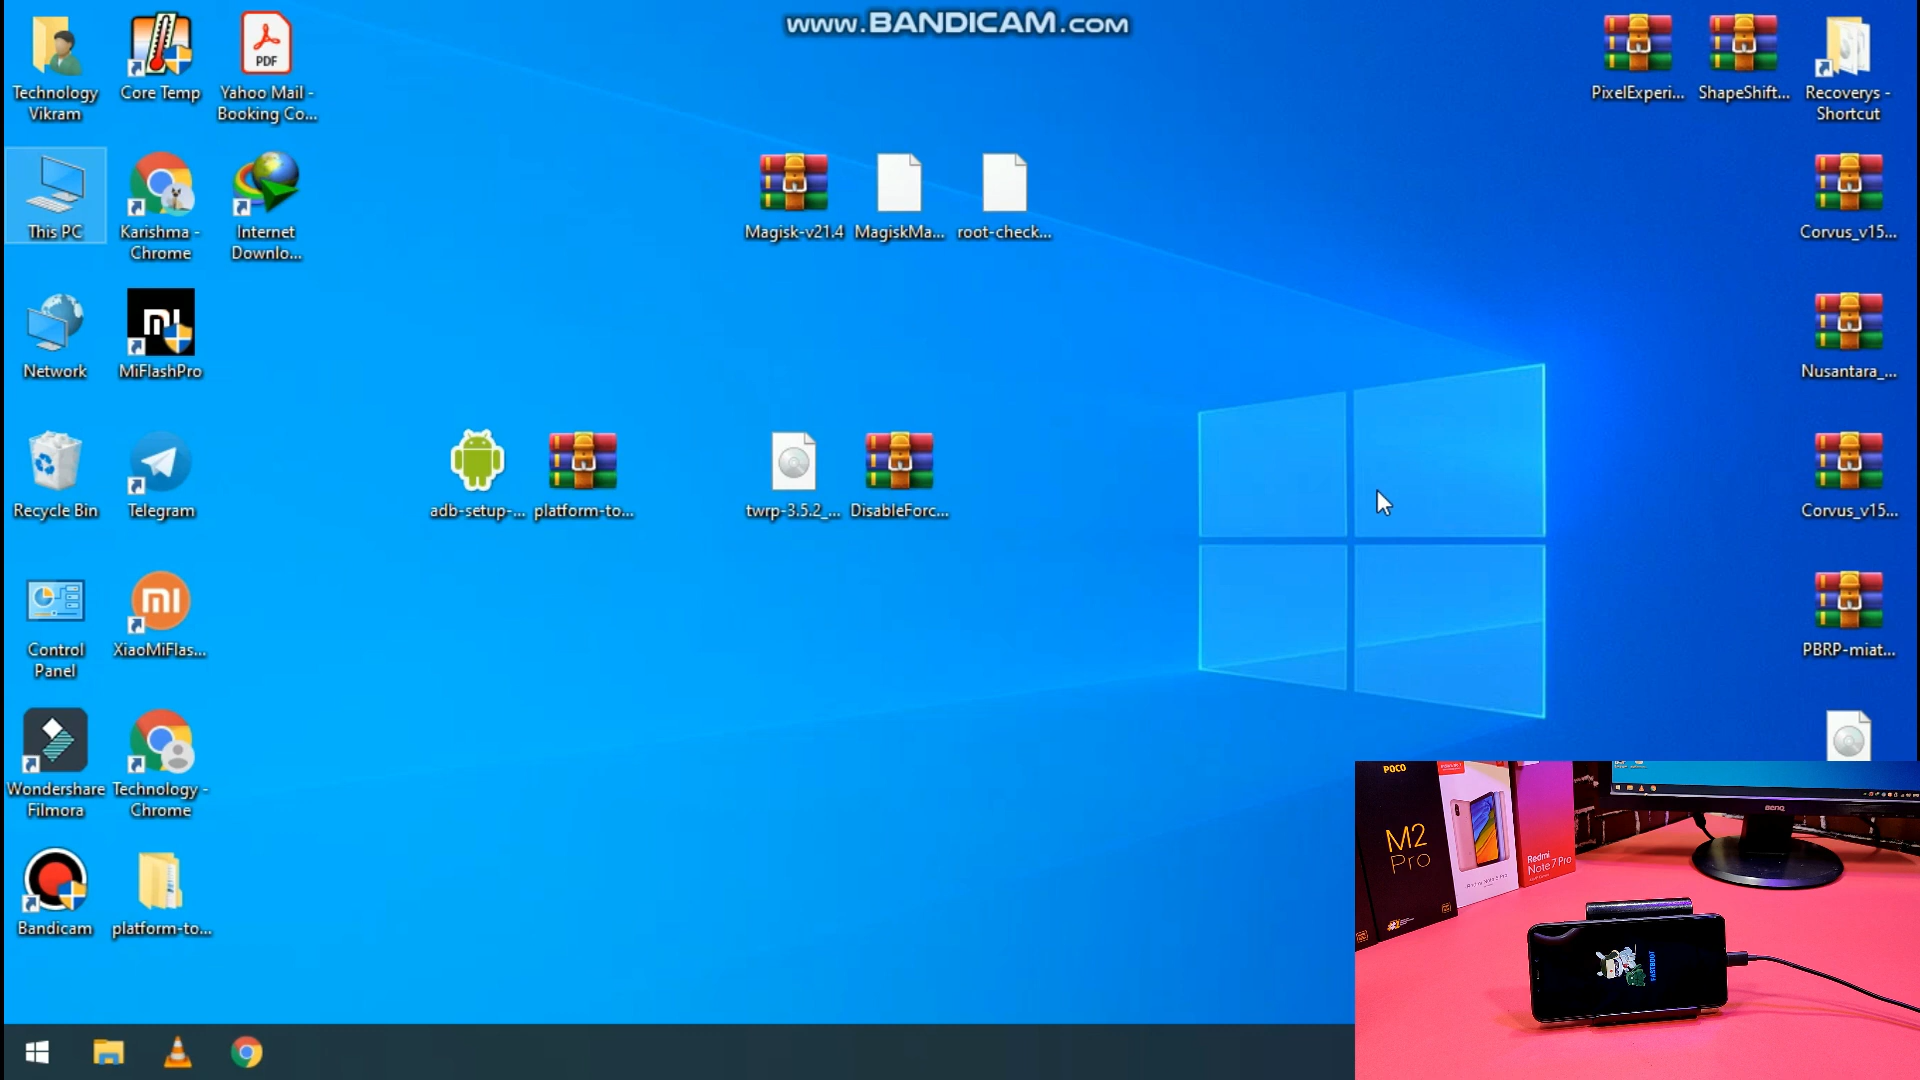 www.BANDICAM.com
Technology
Vikram
Core Temp
PDF
Yahoo Mail -
Booking Co...
PixelExperi...
ShapeShift...
Recoverys -
Shortcut
This PC
Karishma -
Chrome
Internet
Downlo...
Magisk-v21.4
MagiskMa...
root-check...
Corvus_v15...
Network
MiFlashPro
Nusantara_...
Recycle Bin
Telegram
adb-setup-...
platform-to...
twrp-3.5.2_...
DisableForc...
Corvus_v15...
Control
Panel
XiaoMiFlas...
PBRP-miat...
Wondershare
Filmora
Technology -
Chrome
Bandicam
platform-to...
POCO
M2
Pro
Redmi
Note 7 Pro
BenQ
FASTBOOT